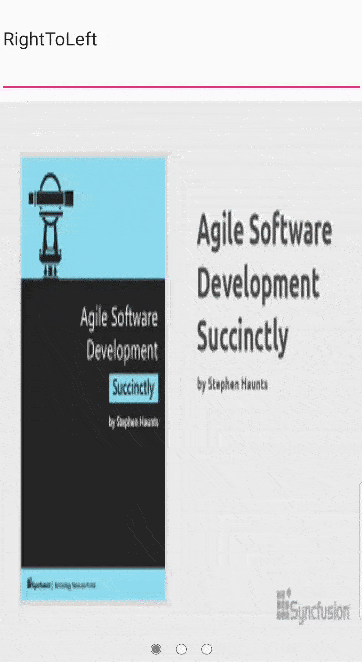 RightToLeft
Agile Software
Development
Succinctly
by Stephen Haunts
Agile Software
Development
Succinctly
by Stephen Haunts
Syncfusion